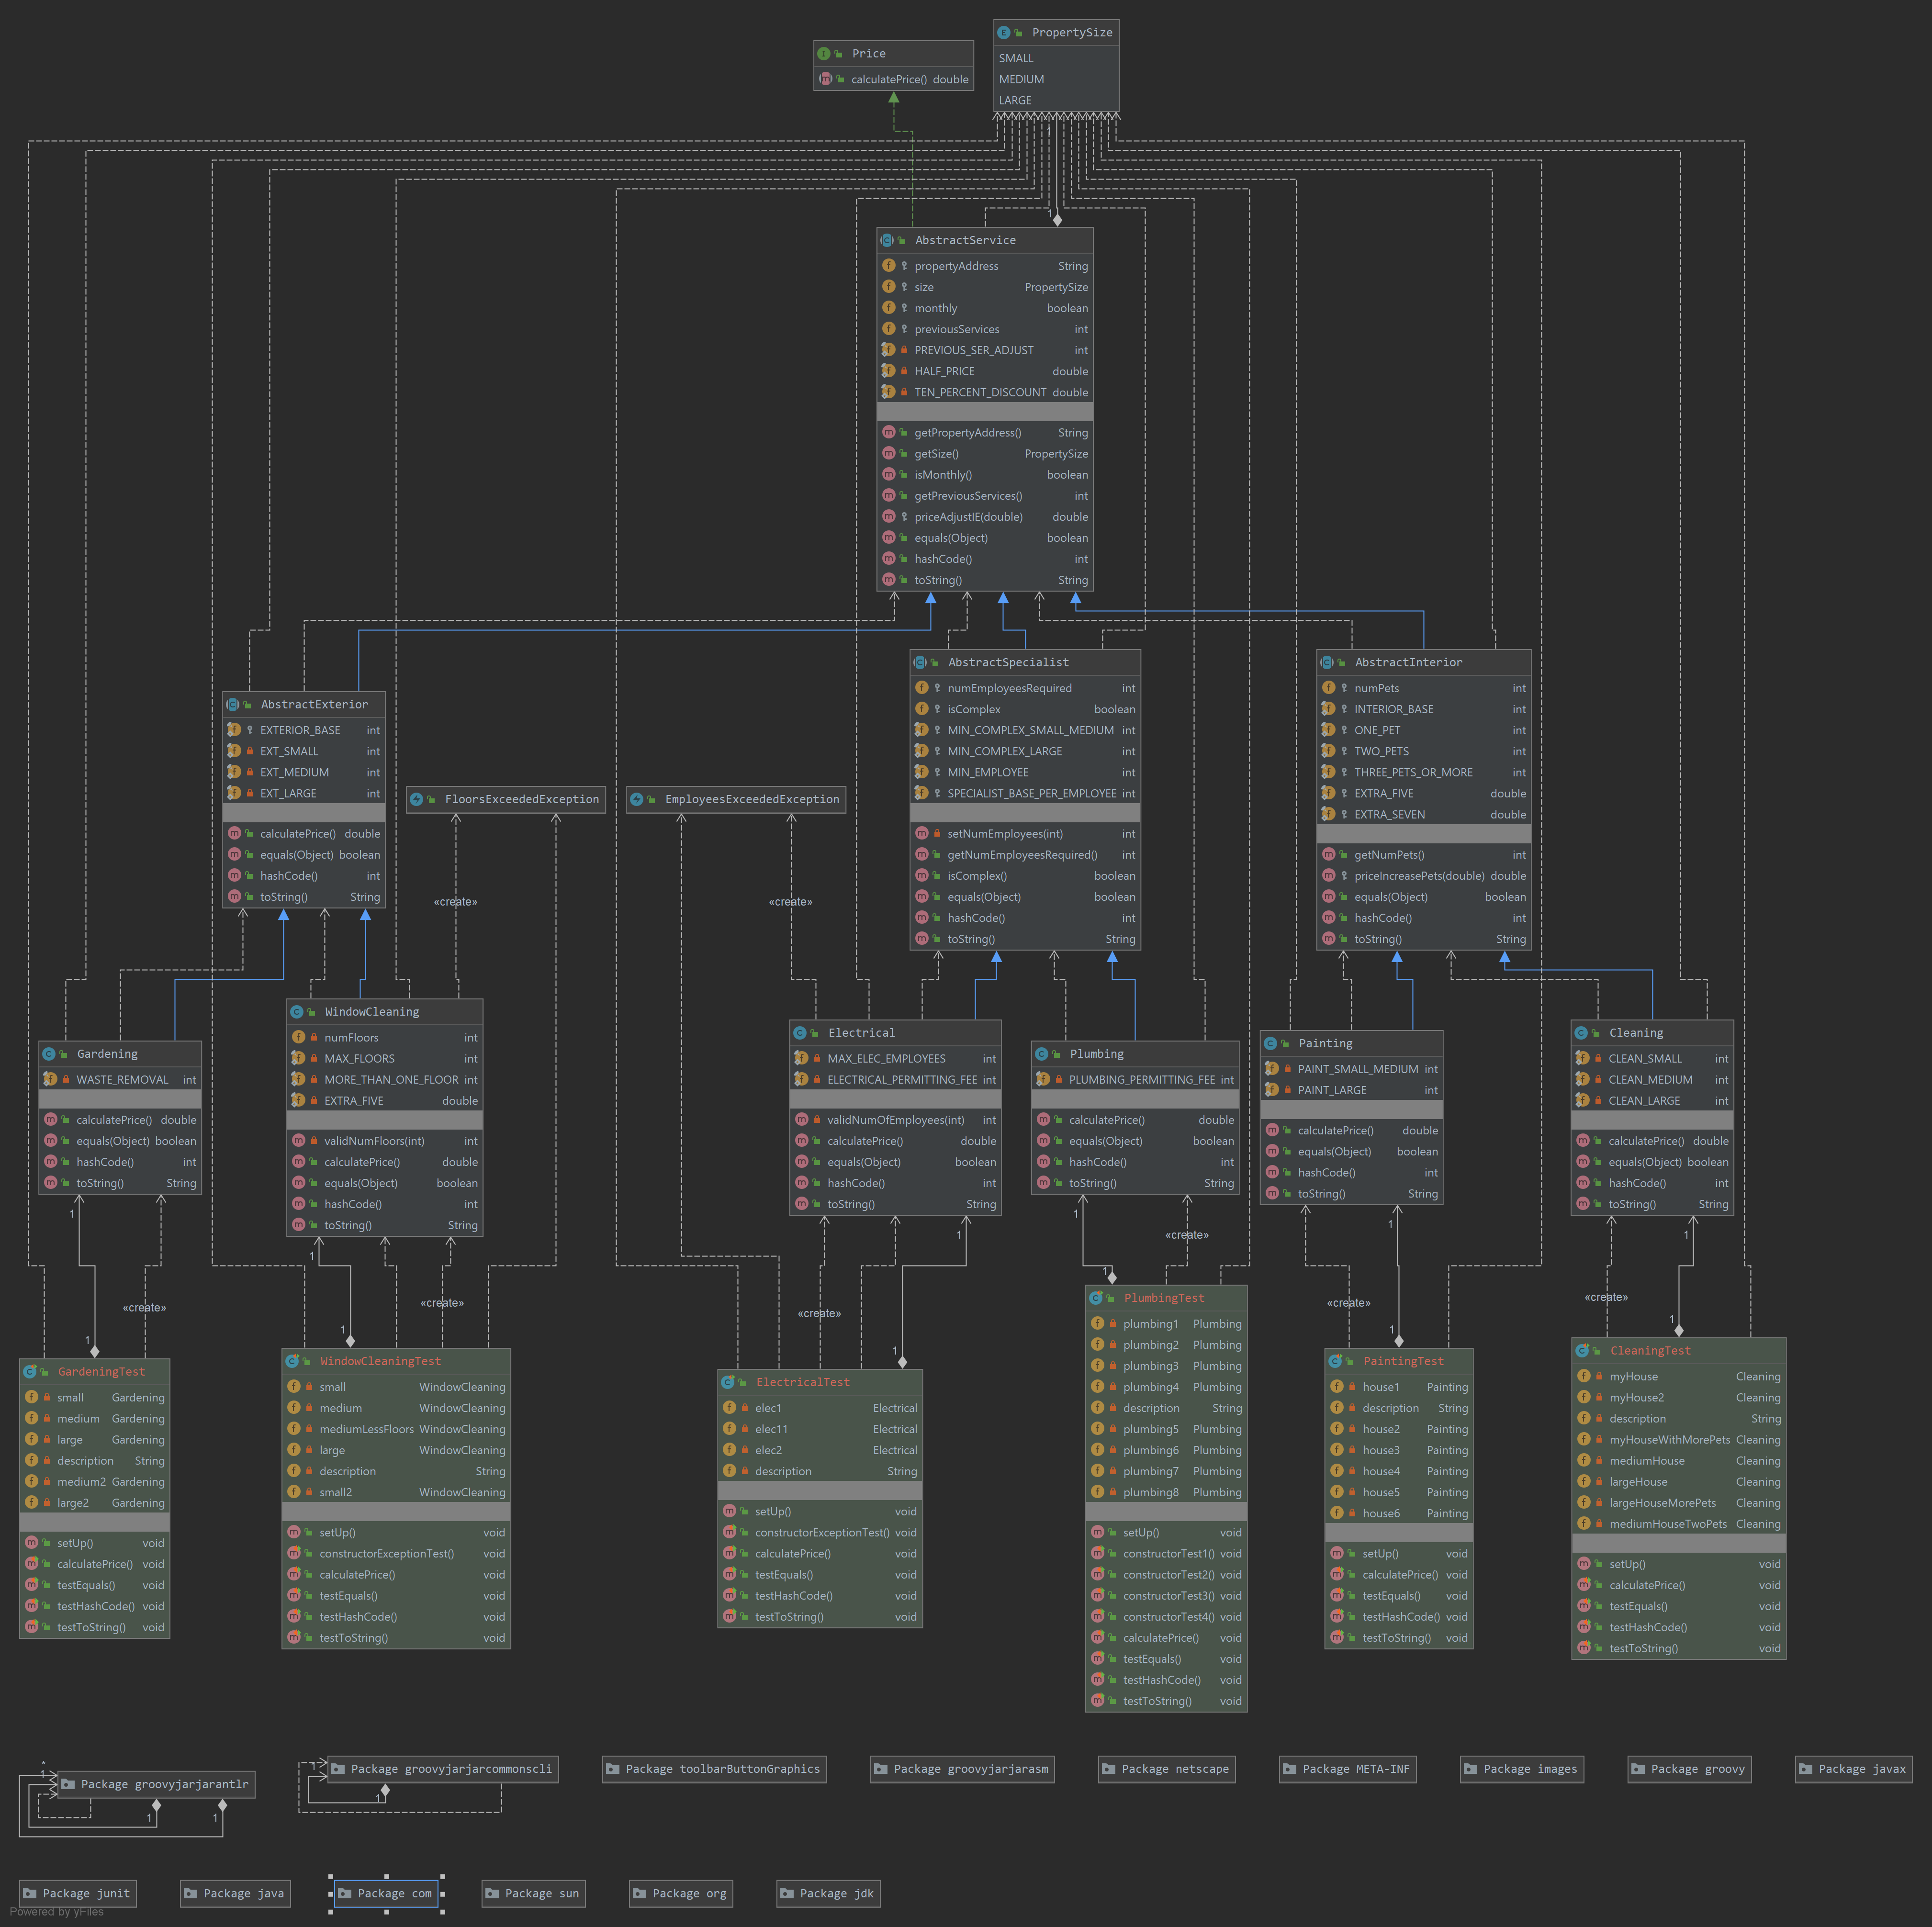 Price
calculatePrice() double
PropertySize
SMALL
MEDIUM
LARGE
1
1
AbstractService
propertyAddress String
size PropertySize
monthly boolean
previousServices int
PREVIOUS_SER_ADJUST int
HALF_PRICE double
TEN_PERCENT_DISCOUNT double
getPropertyAddress() String
getSize() PropertySize
isMonthly() boolean
getPreviousServices() int
priceAdjustIE(double) double
equals(Object) boolean
hashCode() int
toString() String
AbstractExterior
EXTERIOR_BASE int
EXT_SMALL int
EXT_MEDIUM int
EXT_LARGE int
calculatePrice() double
equals(Object) boolean
hashCode() int
toString() String
FloorsExceededException
EmployeesExceededException
AbstractSpecialist
numEmployeesRequired int
isComplex boolean
MIN_COMPLEX_SMALL_MEDIUM int
MIN_COMPLEX_LARGE int
MIN_EMPLOYEE int
SPECIALIST_BASE_PER_EMPLOYEE int
setNumEmployees(int) int
getNumEmployeesRequired() int
isComplex() boolean
equals(Object) boolean
hashCode() int
toString() String
AbstractInterior
numPets int
INTERIOR_BASE int
ONE_PET int
TWO_PETS int
THREE_PETS_OR_MORE int
EXTRA_FIVE double
EXTRA_SEVEN double
getNumPets() int
priceIncreasePets(double) double
equals(Object) boolean
hashCode() int
toString() String
«create»
«create»
Gardening
WASTE_REMOVAL int
calculatePrice() double
equals(Object) boolean
hashCode() int
toString() String
WindowCleaning
numFloors int
MAX_FLOORS int
MORE_THAN_ONE_FLOOR int
EXTRA_FIVE double
validNumFloors(int) int
calculatePrice() double
equals(Object) boolean
hashCode() int
toString() String
Electrical
MAX_ELEC_EMPLOYEES int
ELECTRICAL_PERMITTING_FEE int
validNumOfEmployees(int) int
calculatePrice() double
equals(Object) boolean
hashCode() int
toString() String
Plumbing
PLUMBING_PERMITTING_FEE int
calculatePrice() double
equals(Object) boolean
hashCode() int
toString() String
Painting
PAINT_SMALL_MEDIUM int
PAINT_LARGE int
calculatePrice() double
equals(Object) boolean
hashCode() int
toString() String
Cleaning
CLEAN_SMALL int
CLEAN_MEDIUM int
CLEAN_LARGE int
calculatePrice() double
equals(Object) boolean
hashCode() int
toString() String
1
1
«create»
1
1
«create»
1
«create»
1
1
«create»
1
1
«create»
1
1
«create»
GardeningTest
small Gardening
medium Gardening
large Gardening
description String
medium2 Gardening
large2 Gardening
setUp() void
calculatePrice() void
testEquals() void
testHashCode() void
testToString() void
WindowCleaningTest
small WindowCleaning
medium WindowCleaning
mediumLessFloors WindowCleaning
large WindowCleaning
description String
small2 WindowCleaning
setUp() void
constructorExceptionTest() void
calculatePrice() void
testEquals() void
testHashCode() void
testToString() void
ElectricalTest
elec1 Electrical
elec11 Electrical
elec2 Electrical
description String
setUp() void
constructorExceptionTest() void
calculatePrice() void
testEquals() void
testHashCode() void
testToString() void
PlumbingTest
plumbing1 Plumbing
plumbing2 Plumbing
plumbing3 Plumbing
plumbing4 Plumbing
description String
plumbing5 Plumbing
plumbing6 Plumbing
plumbing7 Plumbing
plumbing8 Plumbing
setUp() void
constructorTest1() void
constructorTest2() void
constructorTest3() void
constructorTest4() void
calculatePrice() void
testEquals() void
testHashCode() void
testToString() void
PaintingTest
house1 Painting
description String
house2 Painting
house3 Painting
house4 Painting
house5 Painting
house6 Painting
setUp() void
calculatePrice() void
testEquals() void
testHashCode() void
testToString() void
CleaningTest
myHouse Cleaning
myHouse2 Cleaning
description String
myHouseWithMorePets Cleaning
mediumHouse Cleaning
largeHouse Cleaning
largeHouseMorePets Cleaning
mediumHouseTwoPets Cleaning
setUp() void
calculatePrice() void
testEquals() void
testHashCode() void
testToString() void
*
1
Package groovyjarjarantlr
1
1
1
Package groovyjarjarcommonscli
1
Package toolbarButtonGraphics
Package groovyjarjarasm
Package netscape
Package META-INF
Package images
Package groovy
Package javax
Package junit
Package java
Package com
Package sun
Package org
Package jdk
Powered by yFiles